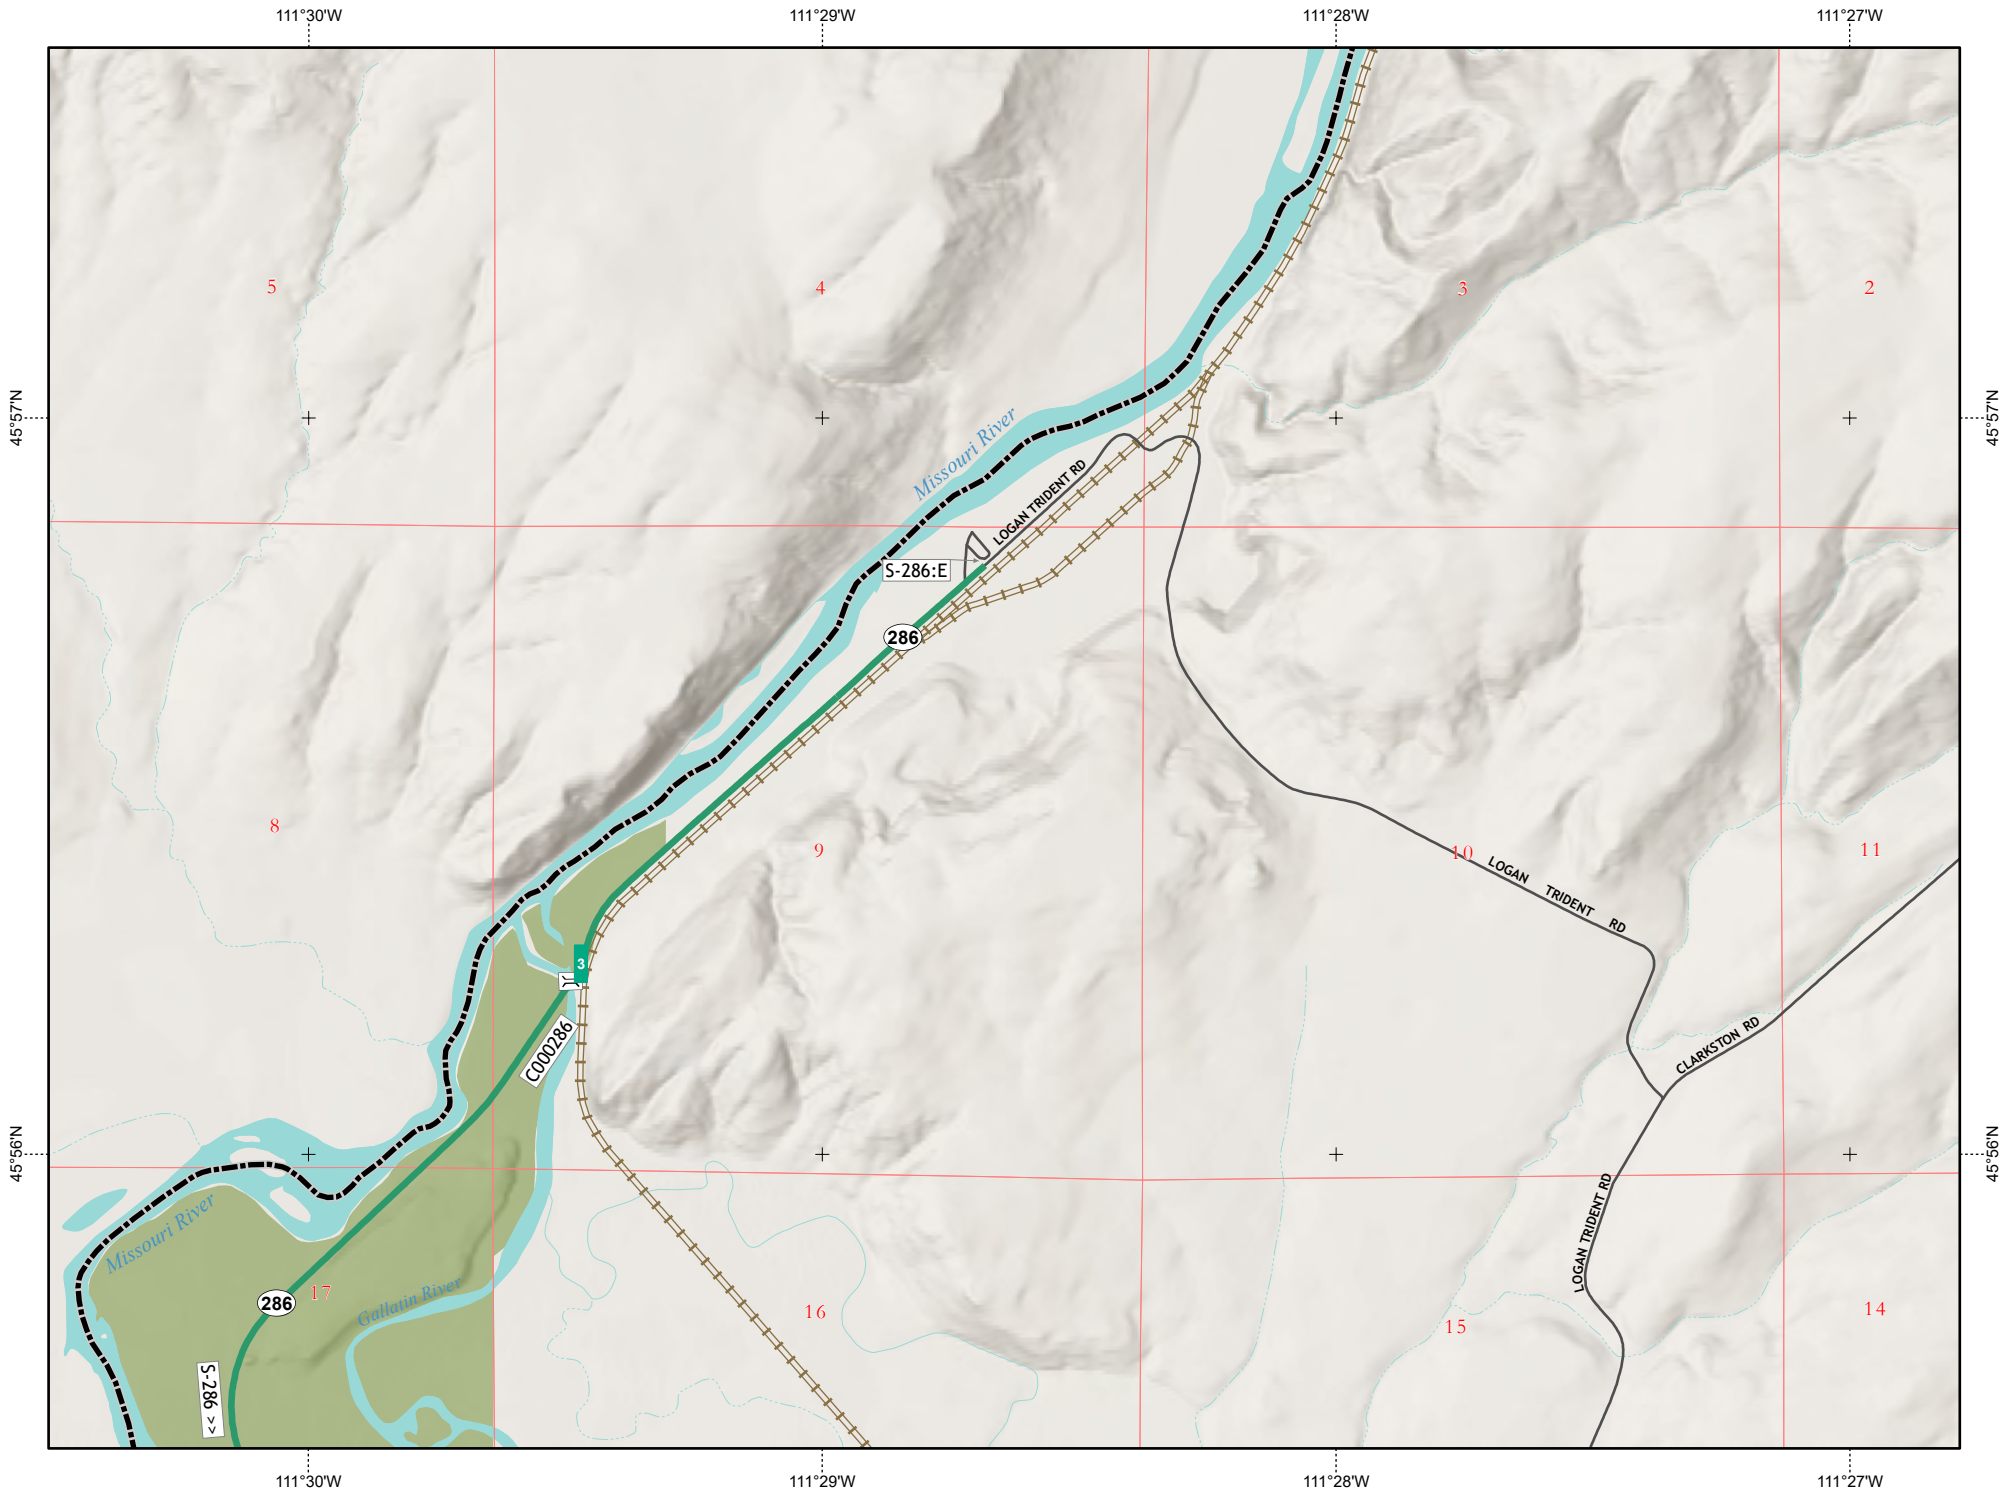 111°30'W
111°29'W
111°28'W
111°27'W
5
4
3
2
45°57'N
45°57'N
Missouri River
LOGAN TRIDENT RD
S-286:E
286
8
9
10
11
LOGAN TRIDENT RD
3
C000286
CLARKSTON RD
45°56'N
45°56'N
Missouri River
LOGAN TRIDENT RD
17
286
Gallatin River
16
15
14
S-286 >>
111°30'W
111°29'W
111°28'W
111°27'W